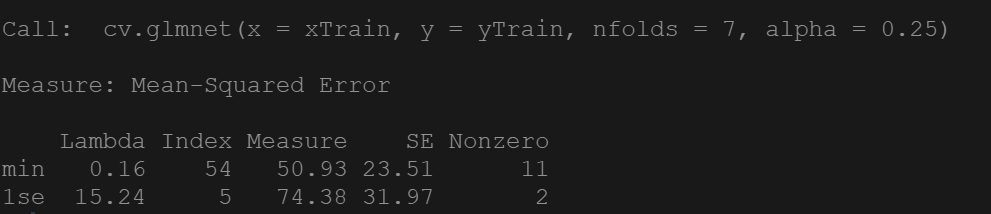 Call:  cv.glmnet(x = xTrain, y = yTrain, nfolds = 7, alpha = 0.25)
Measure: Mean-Squared Error
    Lambda Index Measure    SE Nonzero
min   0.16    54   50.93 23.51      11
1se  15.24     5   74.38 31.97       2